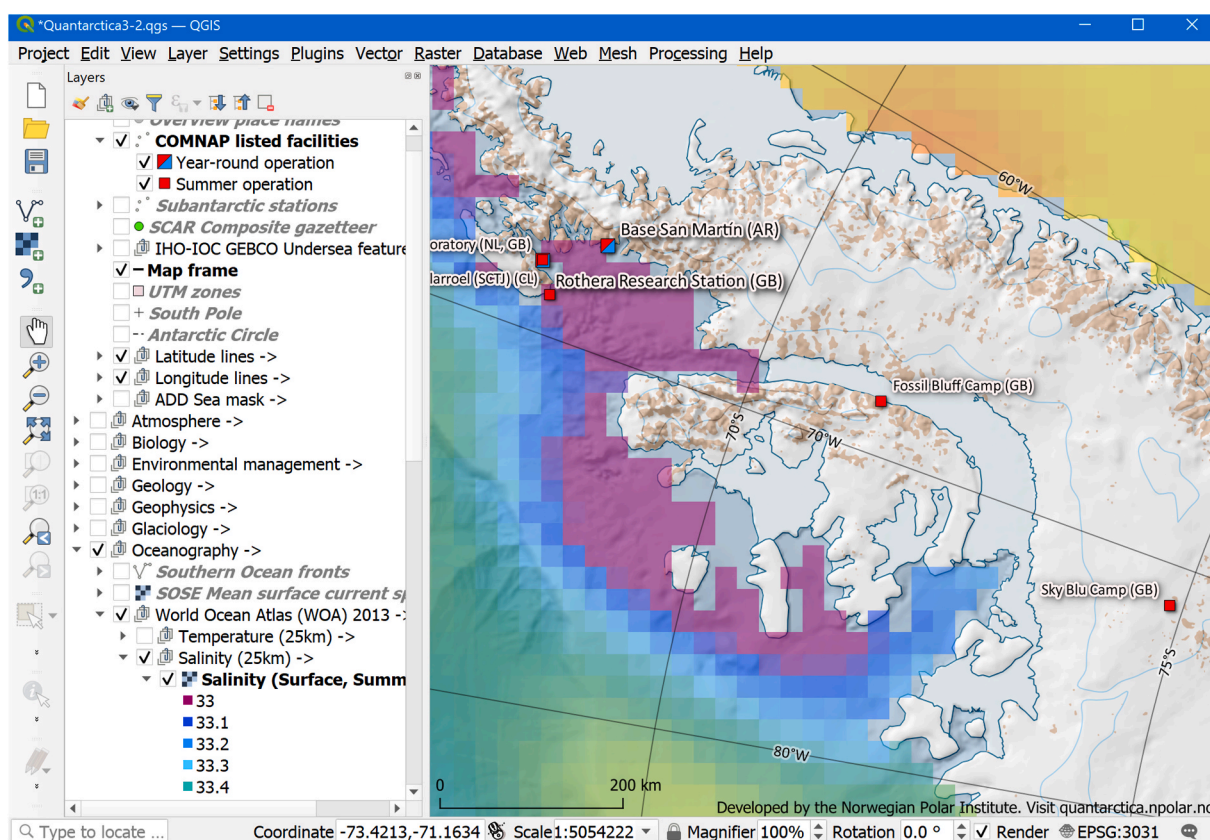 *Quantarctica3-2.qgs — QGIS
Project Edit View Layer Settings Plugins Vector Raster Database Web Mesh Processing Help
Layers
Overview place names
COMNAP listed facilities
Year-round operation
Summer operation
Subantarctic stations
SCAR Composite gazetteer
IHO-IOC GEBCO Undersea feature
Map frame
UTM zones
South Pole
Antarctic Circle
Latitude lines ->
Longitude lines ->
ADD Sea mask ->
Atmosphere ->
Biology ->
Environmental management ->
Geology ->
Geophysics ->
Glaciology ->
Oceanography ->
Southern Ocean fronts
SOSE Mean surface current sp
World Ocean Atlas (WOA) 2013 ->
Temperature (25km) ->
Salinity (25km) ->
Salinity (Surface, Summ
33
33.1
33.2
33.3
33.4
60°W
Base San Martín (AR)
oratory (NL, GB)
larroel (SCTJ) (CL)
Rothera Research Station (GB)
Fossil Bluff Camp (GB)
70°S
70°W
Sky Blu Camp (GB)
75°S
80°W
0 200 km
Developed by the Norwegian Polar Institute. Visit quantarctica.npolar.no
Type to locate ...
Coordinate -73.4213,-71.1634 Scale 1:5054222 Magnifier 100% Rotation 0.0 ° Render EPSG:3031